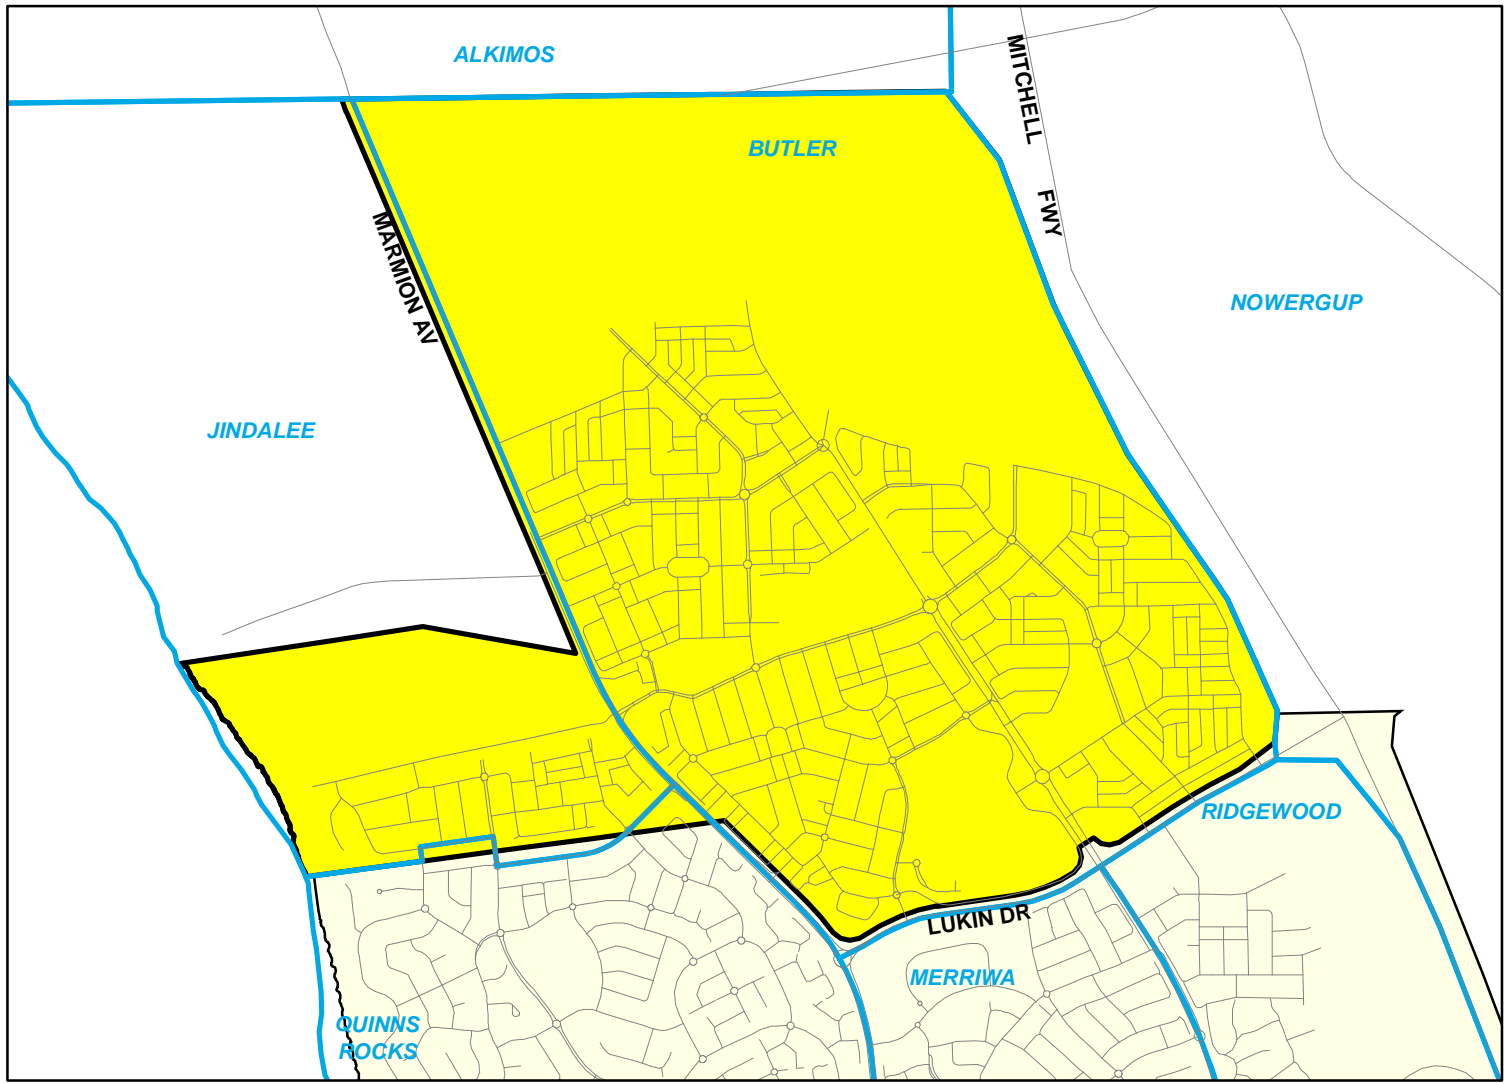 ALKIMOS
MITCHELL
FWY
BUTLER
MARMION AV
NOWERGUP
JINDALEE
RIDGEWOOD
LUKIN DR
MERRIWA
QUINNS
ROCKS